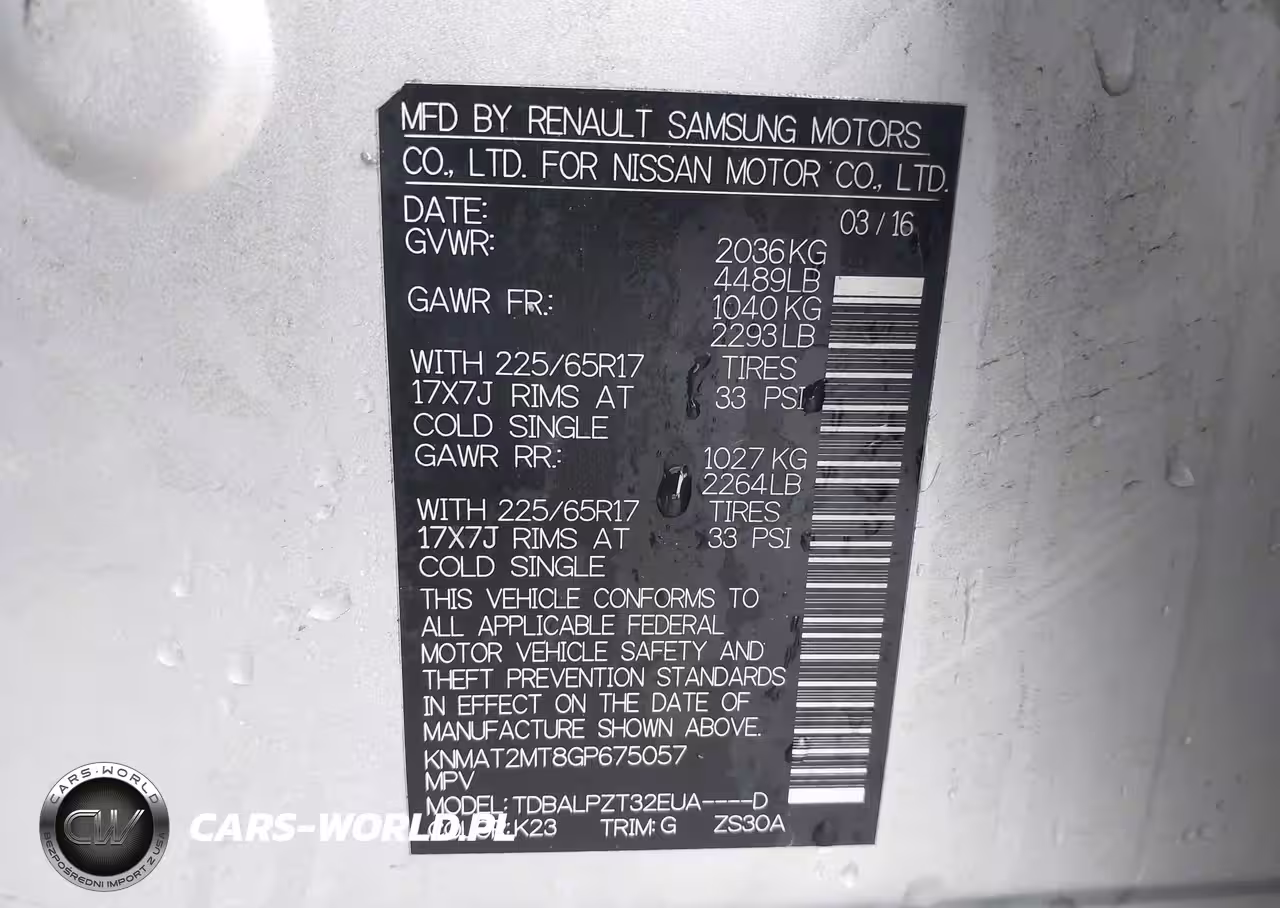 MFD BY RENAULT SAMSUNG MOTORS
CO., LTD. FOR NISSAN MOTOR CO., LTD.
DATE: 03 / 16
GVWR: 2036 KG
4489 LB
GAWR FR.: 1040 KG
2293 LB
WITH 225/65R17 TIRES
17X7J RIMS AT 33 PSI
COLD SINGLE
GAWR RR.: 1027 KG
2264 LB
WITH 225/65R17 TIRES
17X7J RIMS AT 33 PSI
COLD SINGLE
THIS VEHICLE CONFORMS TO
ALL APPLICABLE FEDERAL
MOTOR VEHICLE SAFETY AND
THEFT PREVENTION STANDARDS
IN EFFECT ON THE DATE OF
MANUFACTURE SHOWN ABOVE.
KNMAT2MT8GP675057
MPV
MODEL: TDBALPZT32EUA----D
K23 TRIM: G ZS30A
CARS-WORLD.PL
CARS-WORLD
CW
BEZPOŚREDNI IMPORT Z USA